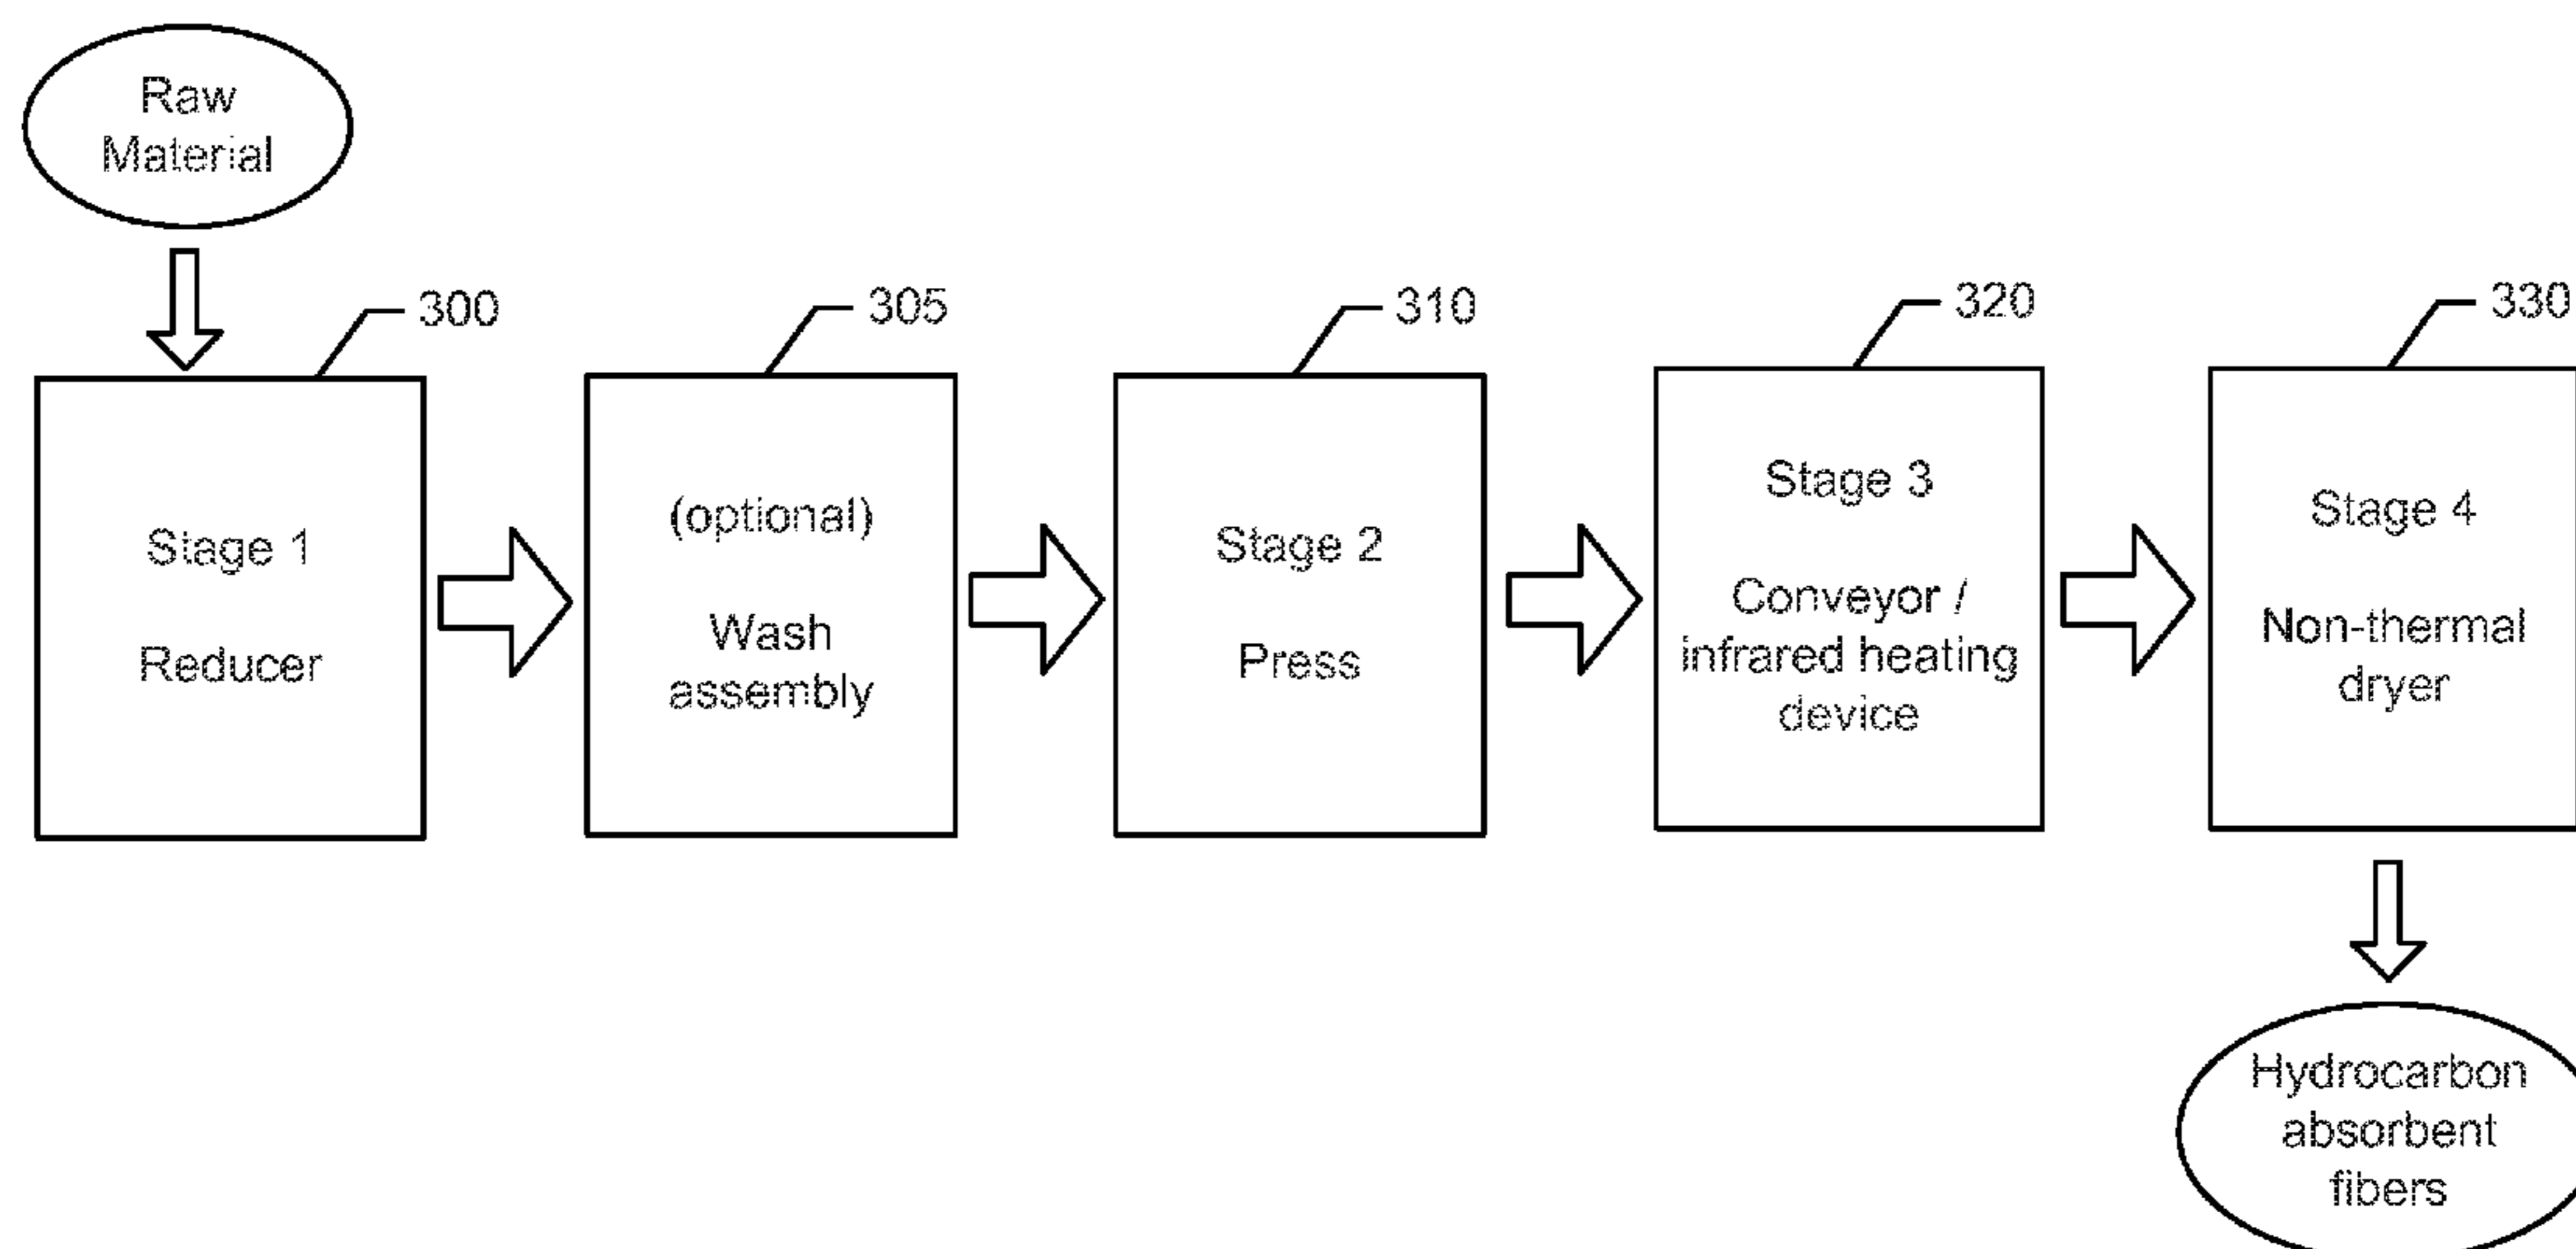 Raw
Material
300
305
310
320
330
Stage 1
Reducer
(optional)
Wash
assembly
Stage 2
Press
Stage 3
Conveyor /
infrared heating
device
Stage 4
Non-thermal
dryer
Hydrocarbon
absorbent
fibers